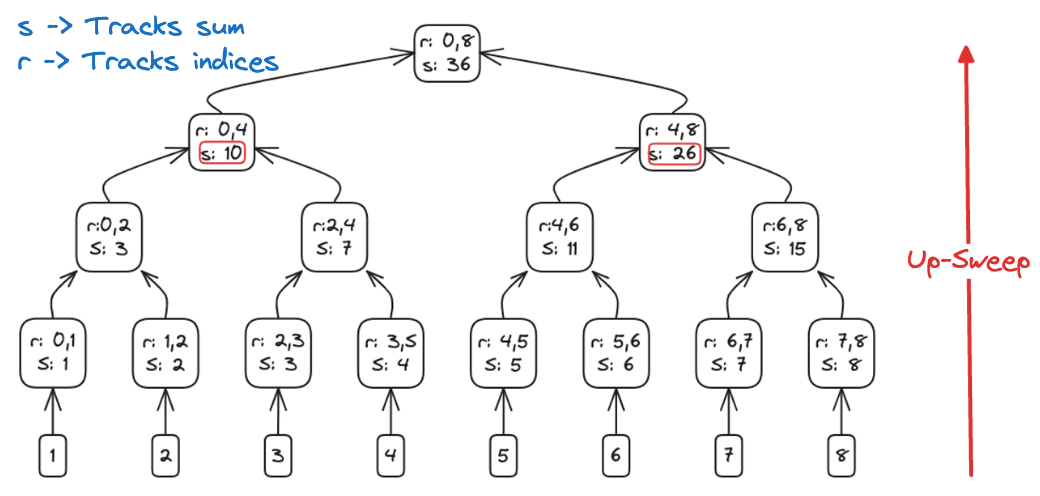 s -> Tracks sum
r -> Tracks indices
r: 0,8
s: 36
r: 0,4
s: 10
r: 4,8
s: 26
r:0,2
S: 3
r:2,4
S: 7
r:4,6
S: 11
r:6,8
S: 15
Up-Sweep
r: 0,1
S: 1
r: 1,2
S: 2
r: 2,3
S: 3
r: 3,5
S: 4
r: 4,5
S: 5
r: 5,6
S: 6
r: 6,7
S: 7
r: 7,8
S: 8
1
2
3
4
5
6
7
8